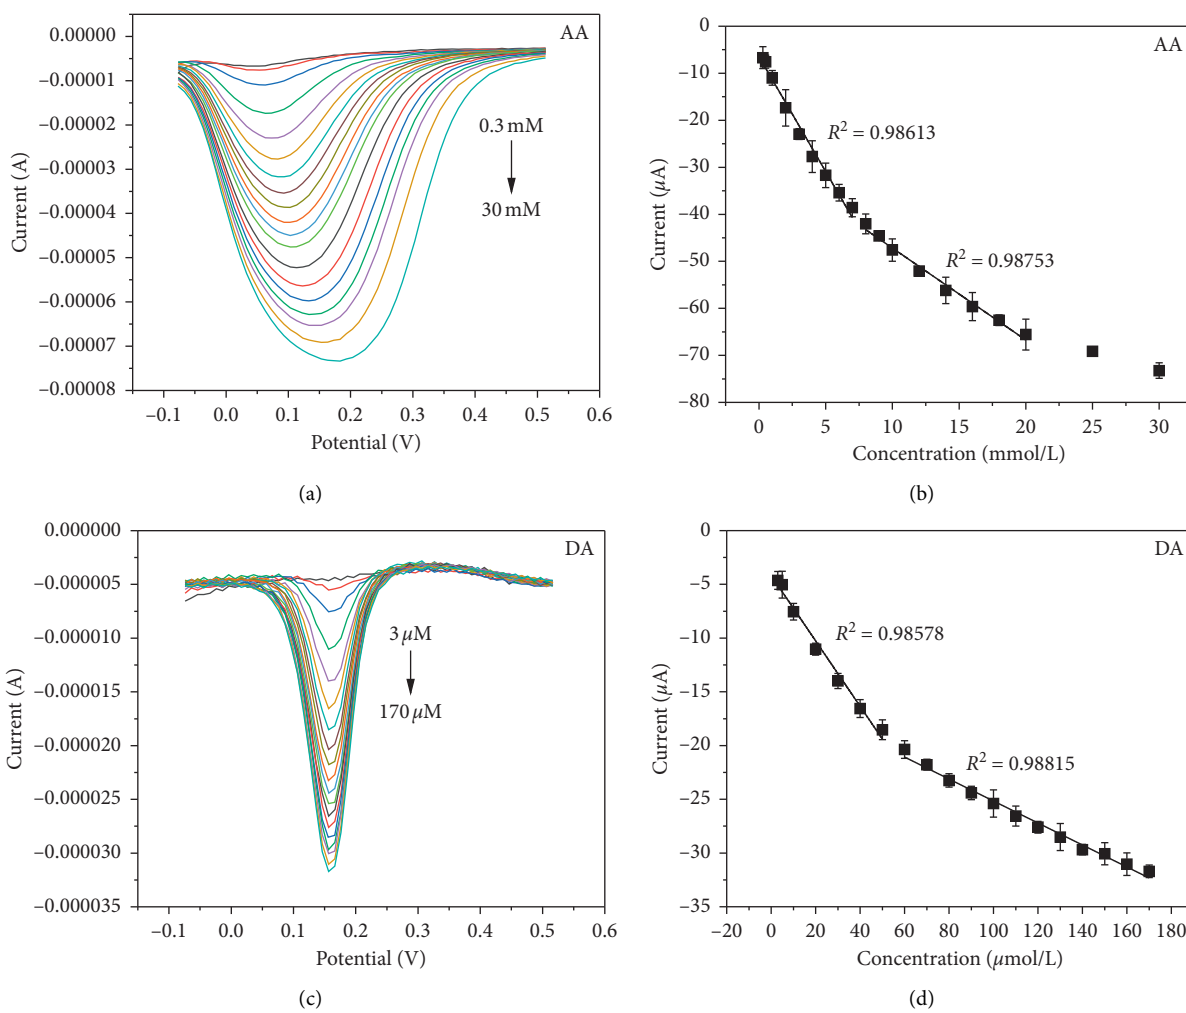 0.00000
−0.00001
−0.00002
−0.00003
−0.00004
−0.00005
−0.00006
−0.00007
−0.00008
Current (A)
AA
0.3 mM
30 mM
−0.1 0.0 0.1 0.2 0.3 0.4 0.5 0.6
Potential (V)
(a)
0
−10
−20
−30
−40
−50
−60
−70
−80
Current (μA)
AA
R² = 0.98613
R² = 0.98753
0 5 10 15 20 25 30
Concentration (mmol/L)
(b)
0.000000
−0.000005
−0.000010
−0.000015
−0.000020
−0.000025
−0.000030
−0.000035
Current (A)
DA
3 μM
170 μM
−0.1 0.0 0.1 0.2 0.3 0.4 0.5 0.6
Potential (V)
(c)
0
−5
−10
−15
−20
−25
−30
−35
Current (μA)
DA
R² = 0.98578
R² = 0.98815
−20 0 20 40 60 80 100 120 140 160 180
Concentration (μmol/L)
(d)